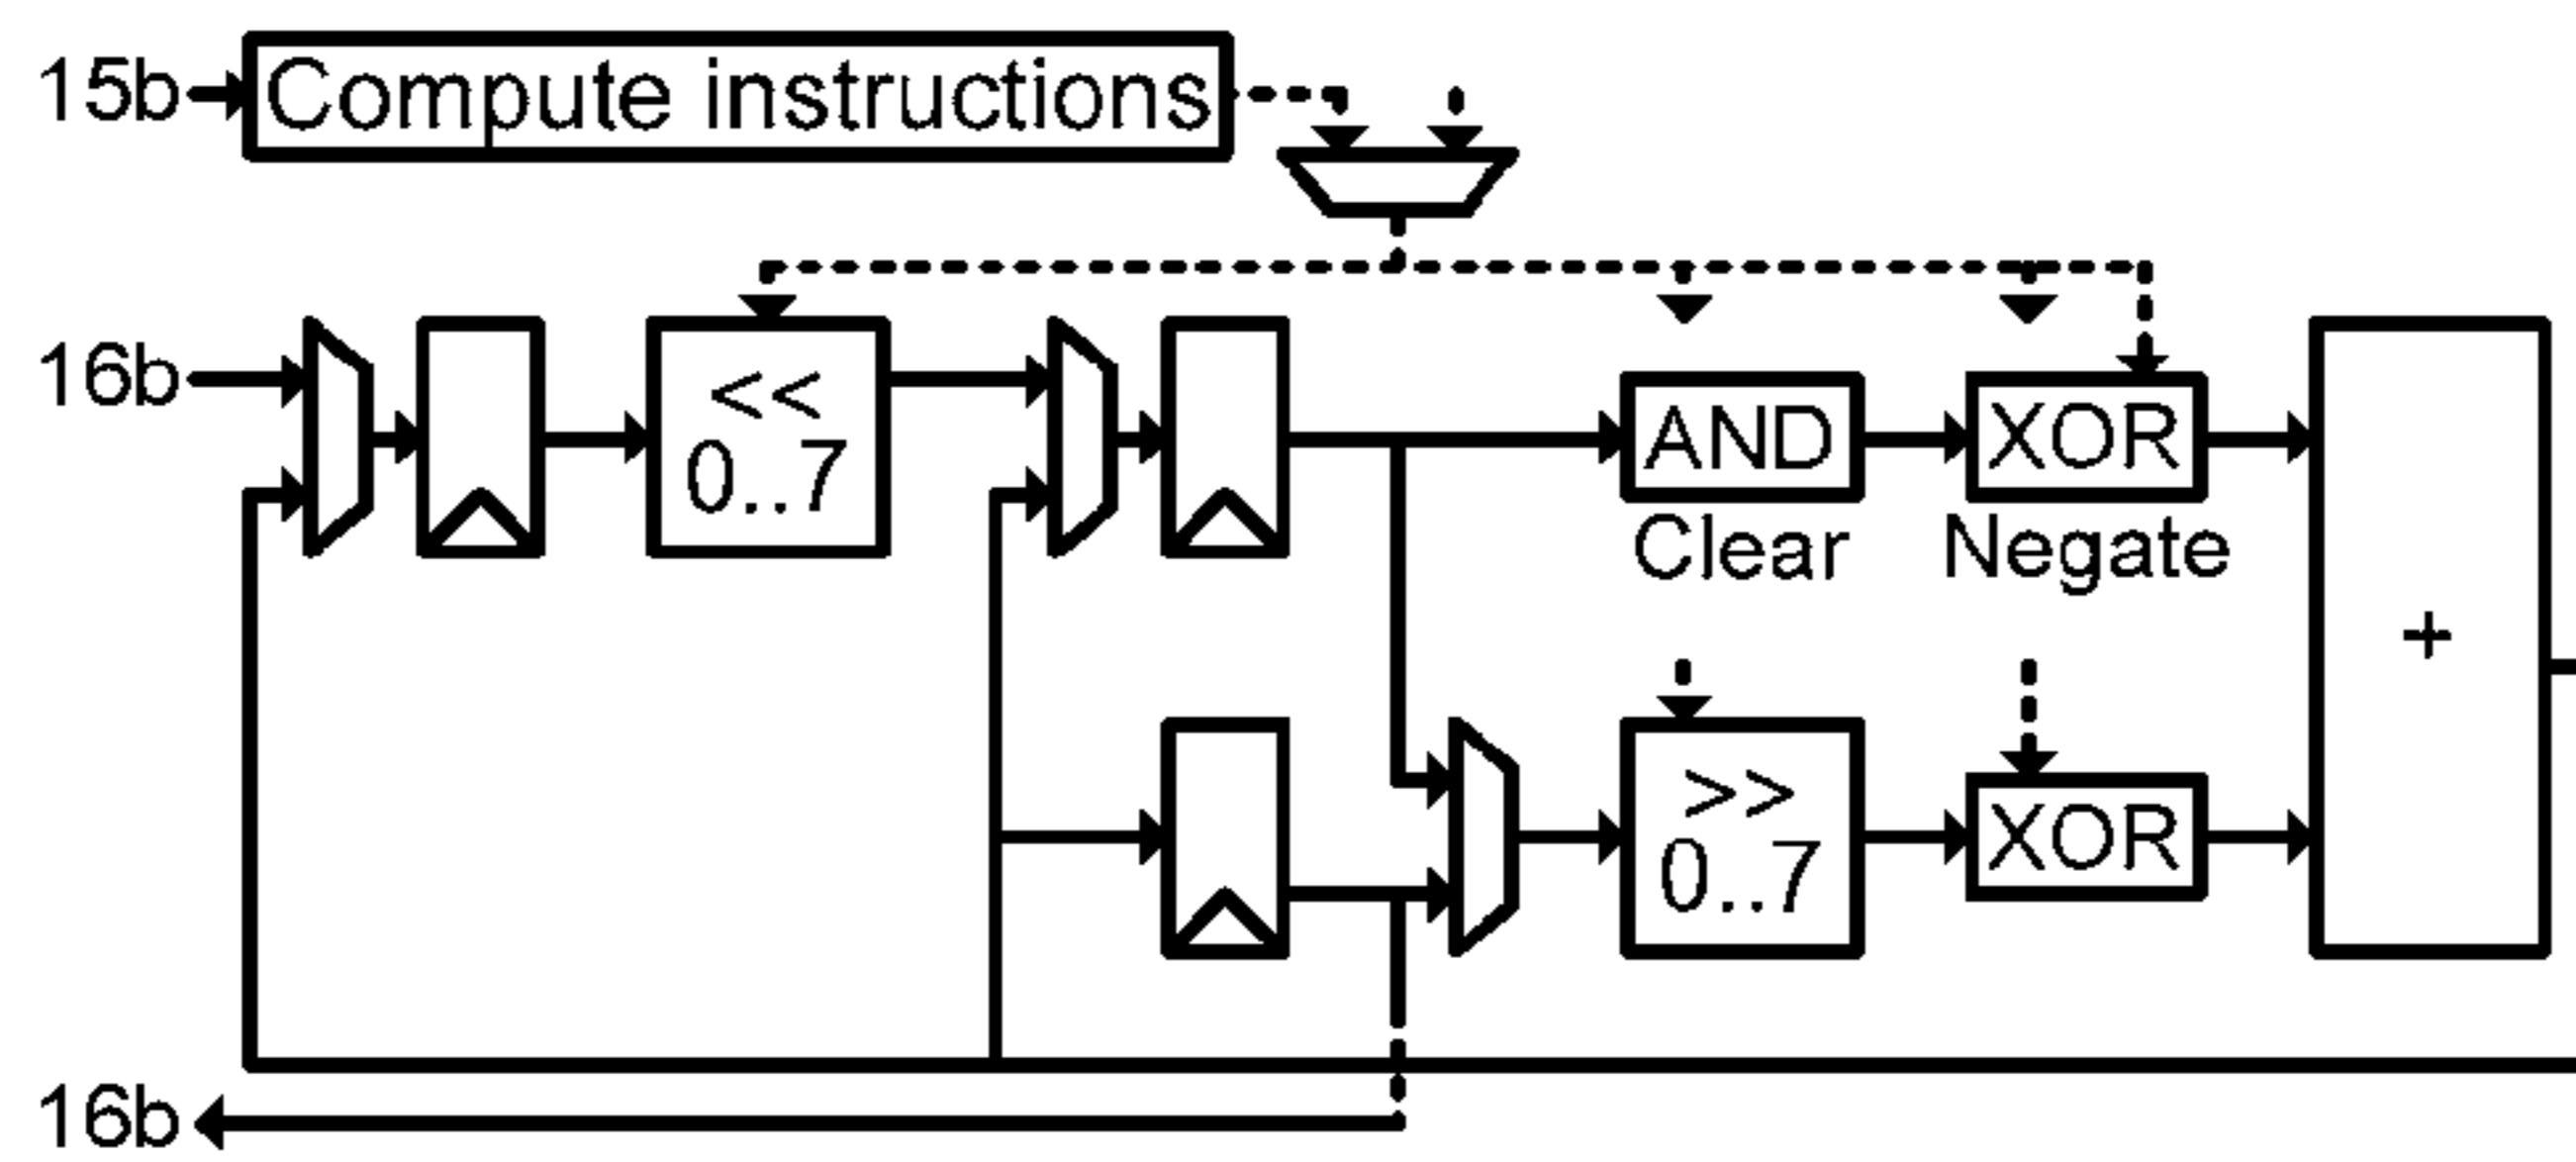 15b
Compute instructions
16b
<<
0..7
AND
XOR
Clear
Negate
+
>>
0..7
XOR
16b